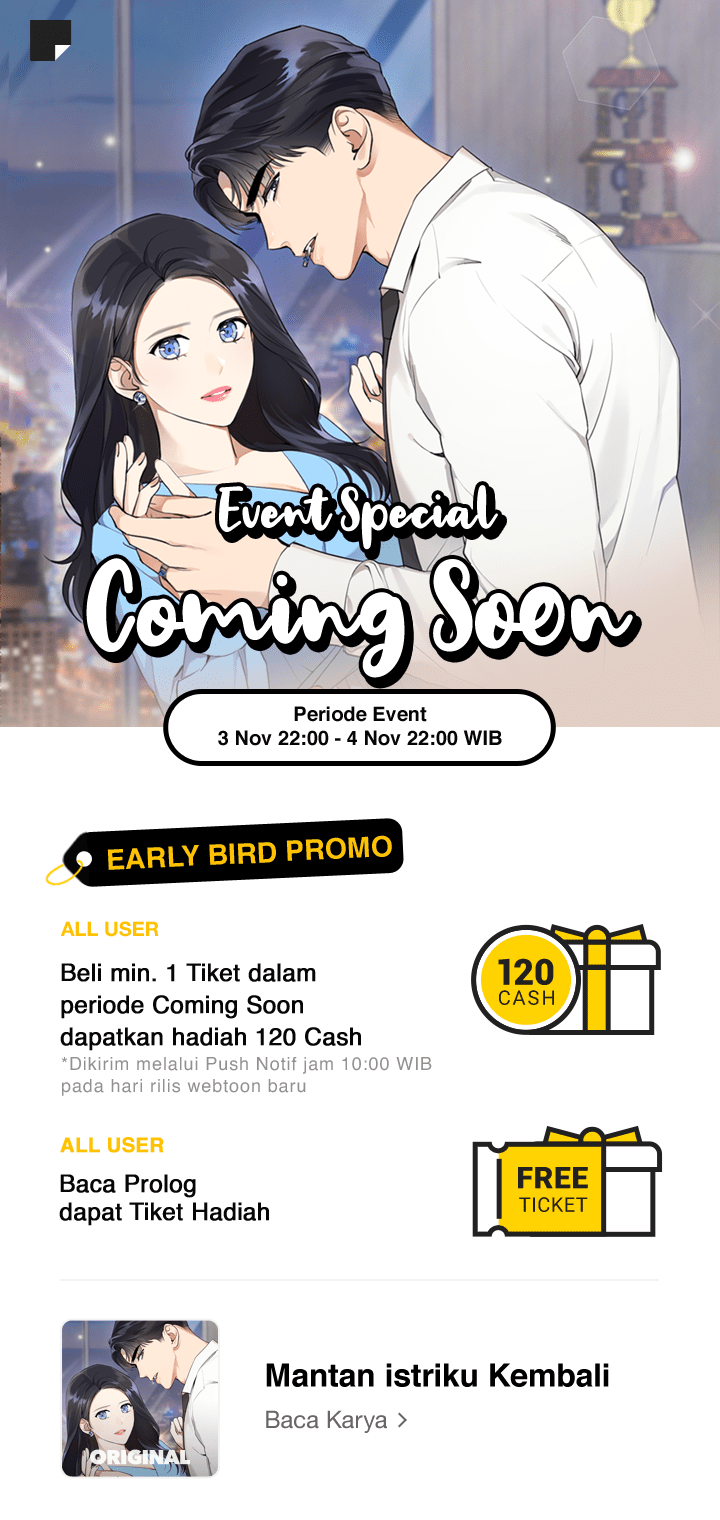 Event Special
Coming Soon
Periode Event
3 Nov 22:00 - 4 Nov 22:00 WIB
EARLY BIRD PROMO
ALL USER
Beli min. 1 Tiket dalam
periode Coming Soon
dapatkan hadiah 120 Cash
*Dikirim melalui Push Notif jam 10:00 WIB
pada hari rilis webtoon baru
120
CASH
ALL USER
Baca Prolog
dapat Tiket Hadiah
FREE
TICKET
ORIGINAL
Mantan istriku Kembali
Baca Karya >